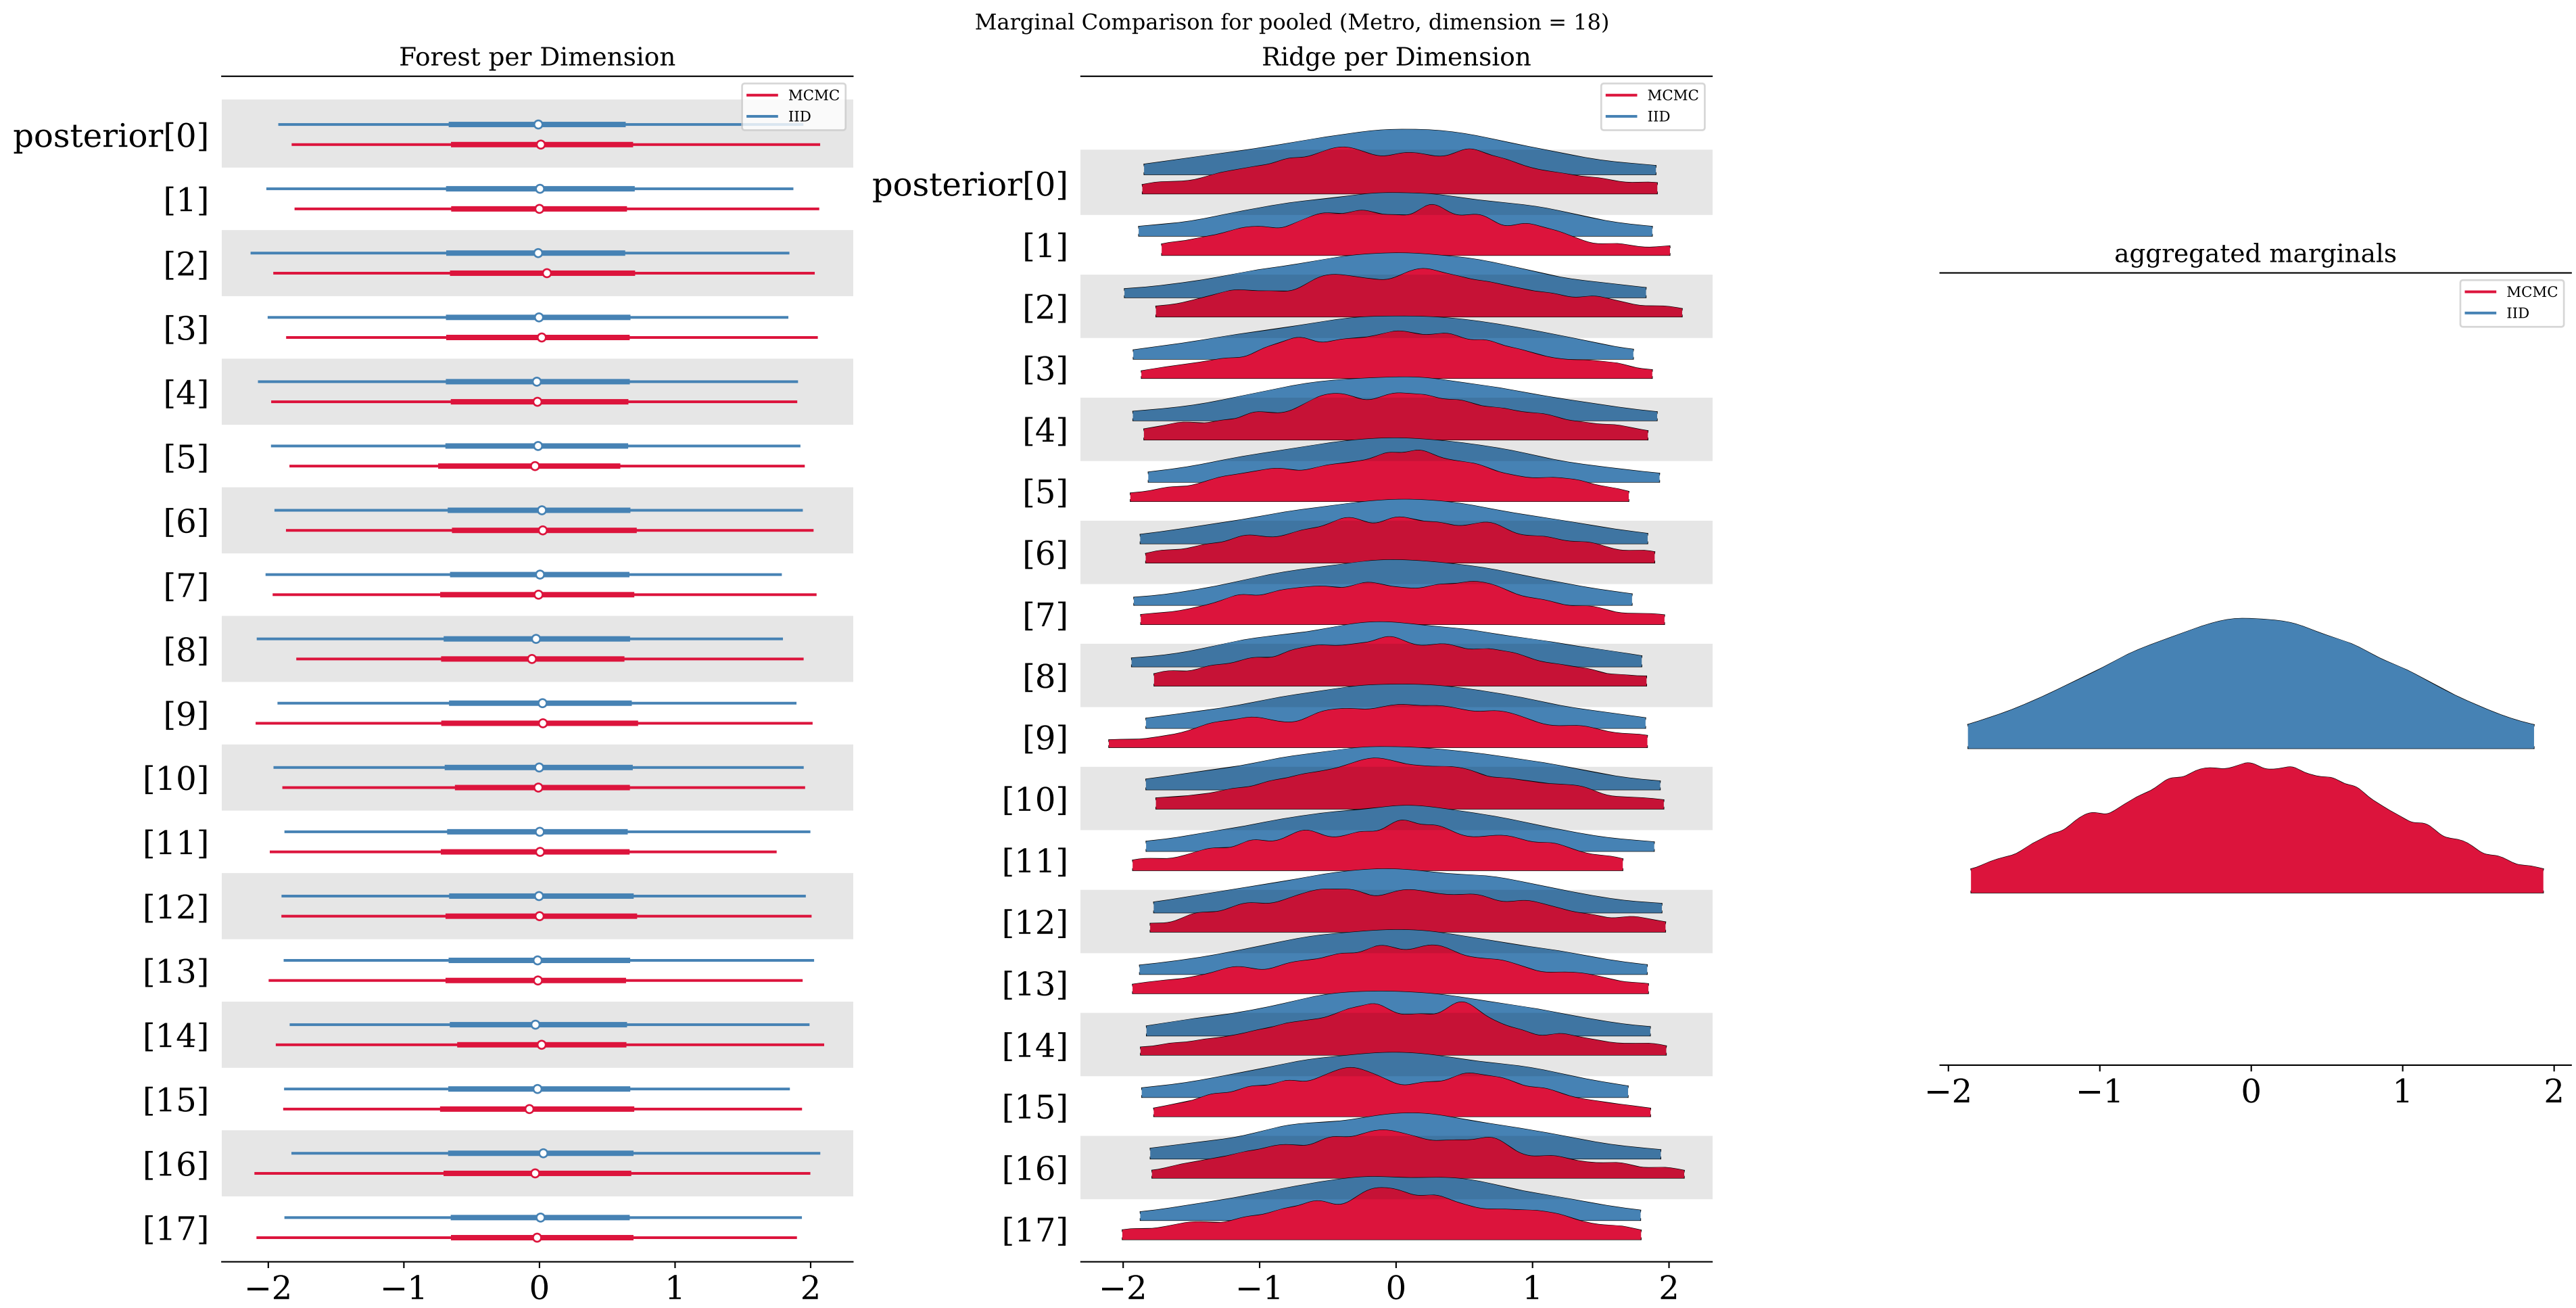 Marginal Comparison for pooled (Metro, dimension = 18)
Forest per Dimension
MCMC
IID
posterior[0]
[1]
[2]
[3]
[4]
[5]
[6]
[7]
[8]
[9]
[10]
[11]
[12]
[13]
[14]
[15]
[16]
[17]
−2 −1 0 1 2
Ridge per Dimension
MCMC
IID
posterior[0]
[1]
[2]
[3]
[4]
[5]
[6]
[7]
[8]
[9]
[10]
[11]
[12]
[13]
[14]
[15]
[16]
[17]
−2 −1 0 1 2
aggregated marginals
MCMC
IID
−2 −1 0 1 2